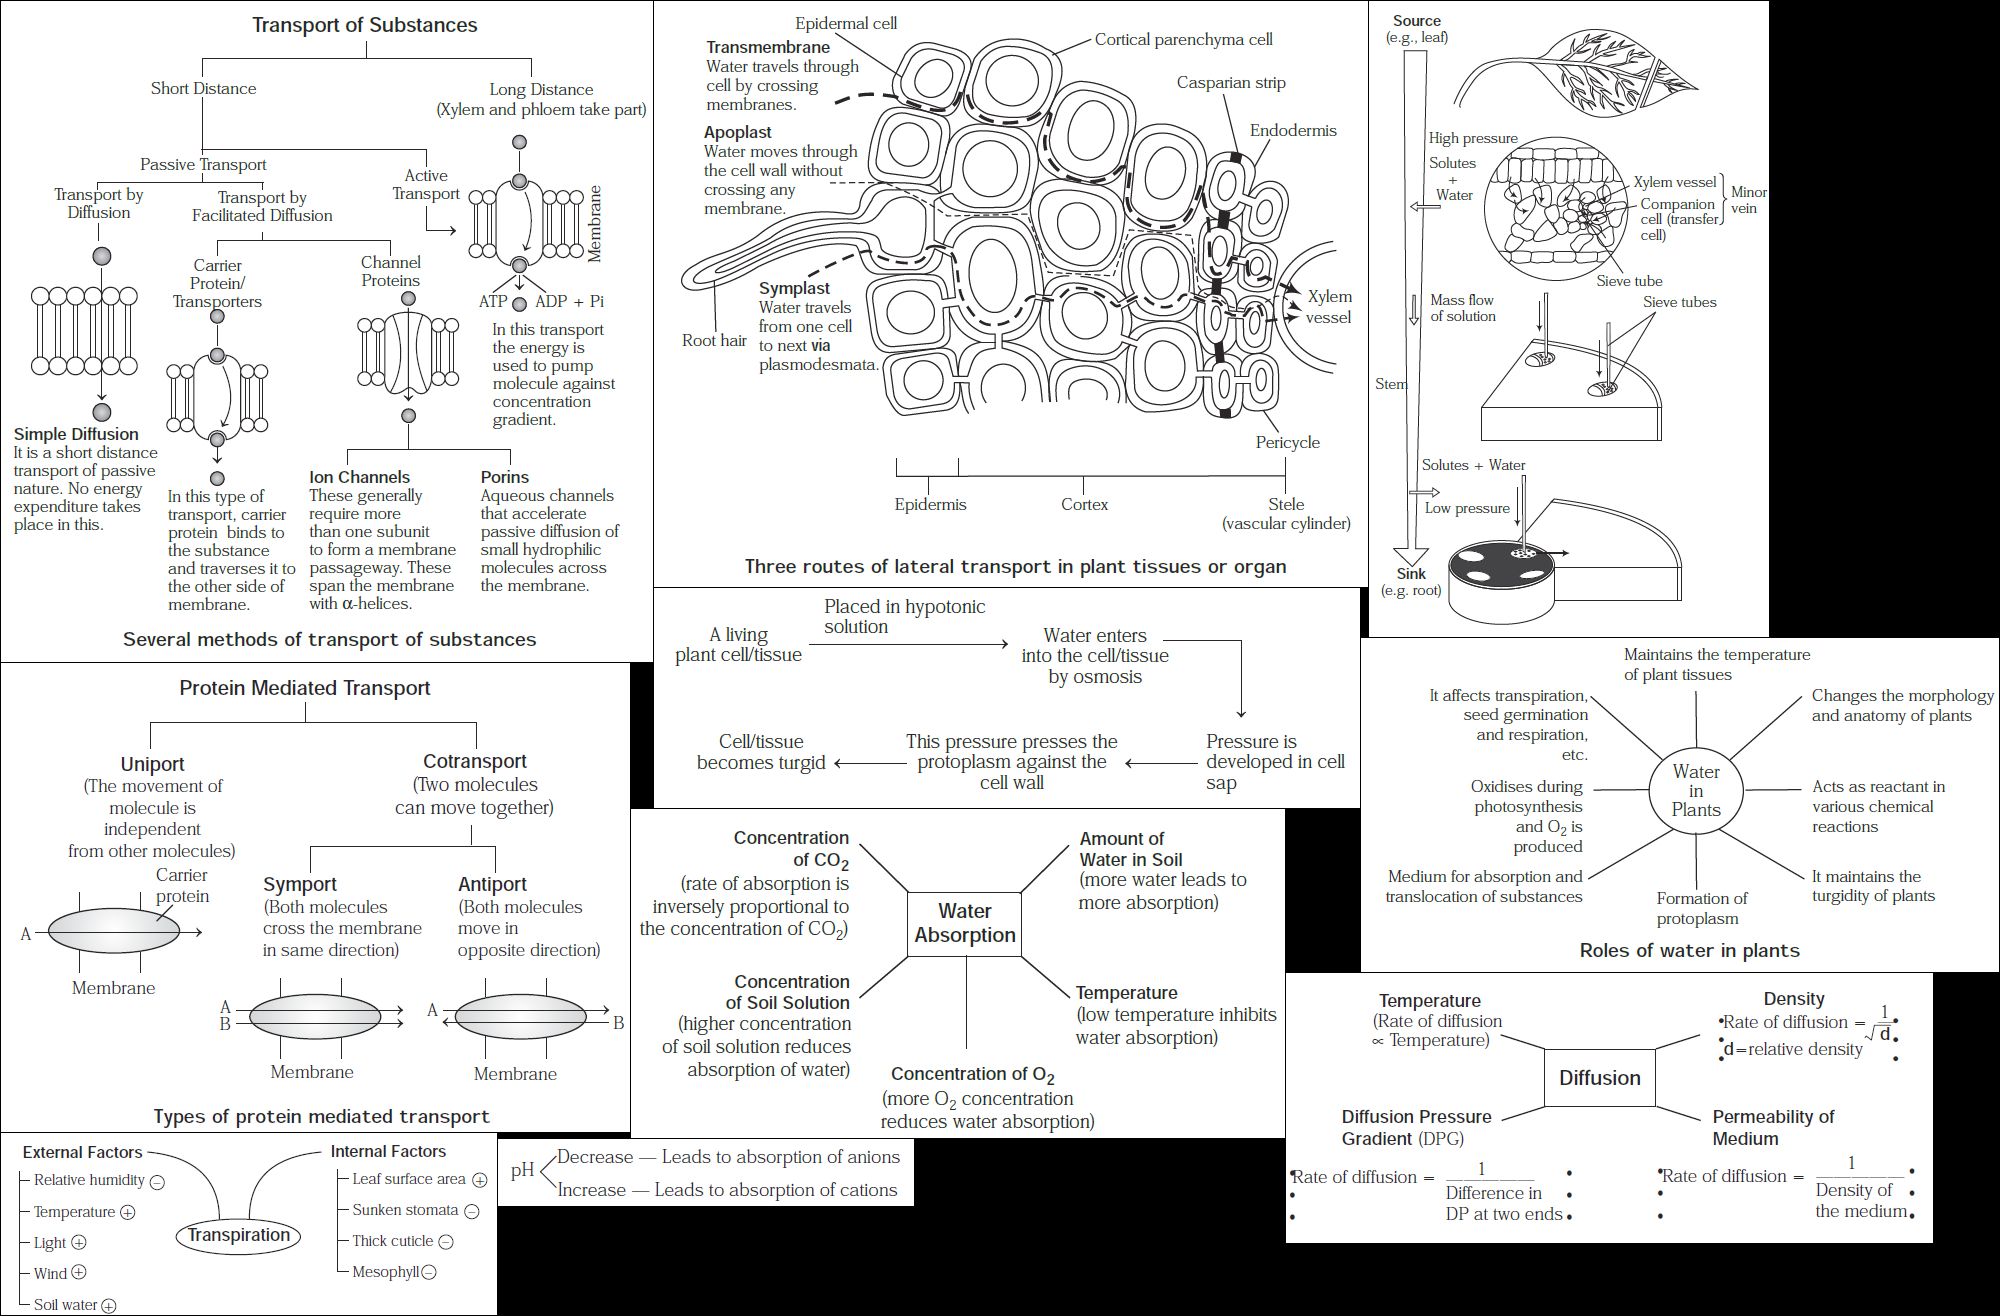 Transport of Substances
Short Distance
Long Distance
(Xylem and phloem take part)
Passive Transport
Active
Transport
Transport by
Diffusion
Transport by
Facilitated Diffusion
Carrier
Protein/
Transporters
Channel
Proteins
Membrane
ATP
ADP + Pi
In this transport
the energy is
used to pump
molecule against
concentration
gradient.
Simple Diffusion
It is a short distance
transport of passive
nature. No energy
expenditure takes
place in this.
In this type of
transport, carrier
protein binds to
the substance
and traverses it to
the other side of
membrane.
Ion Channels
These generally
require more
than one subunit
to form a membrane
passageway. These
span the membrane
with α-helices.
Porins
Aqueous channels
that accelerate
passive diffusion of
small hydrophilic
molecules across
the membrane.
Several methods of transport of substances
Epidermal cell
Transmembrane
Water travels through
cell by crossing
membranes.
Cortical parenchyma cell
Casparian strip
Endodermis
Apoplast
Water moves through
the cell wall without
crossing any
membrane.
Symplast
Water travels
from one cell
to next via
plasmodesmata.
Root hair
Xylem
vessel
Pericycle
Epidermis
Cortex
Stele
(vascular cylinder)
Three routes of lateral transport in plant tissues or organ
Source
(e.g., leaf)
High pressure
Solutes
+
Water
Xylem vessel
Companion
cell (transfer
cell)
Minor
vein
Sieve tube
Sieve tubes
Mass flow
of solution
Stem
Solutes + Water
Low pressure
Sink
(e.g. root)
A living
plant cell/tissue
Placed in hypotonic
solution
Water enters
into the cell/tissue
by osmosis
Pressure is
developed in cell
sap
This pressure presses the
protoplasm against the
cell wall
Cell/tissue
becomes turgid
Maintains the temperature
of plant tissues
It affects transpiration,
seed germination
and respiration,
etc.
Changes the morphology
and anatomy of plants
Water
in
Plants
Oxidises during
photosynthesis
and O2 is
produced
Acts as reactant in
various chemical
reactions
Medium for absorption and
translocation of substances
Formation of
protoplasm
It maintains the
turgidity of plants
Roles of water in plants
Protein Mediated Transport
Uniport
(The movement of
molecule is
independent
from other molecules)
Cotransport
(Two molecules
can move together)
Carrier
protein
A
Membrane
Symport
(Both molecules
cross the membrane
in same direction)
Antiport
(Both molecules
move in
opposite direction)
A
B
Membrane
A
B
Membrane
Types of protein mediated transport
Concentration
of CO2
(rate of absorption is
inversely proportional to
the concentration of CO2)
Amount of
Water in Soil
(more water leads to
more absorption)
Water
Absorption
Concentration
of Soil Solution
(higher concentration
of soil solution reduces
absorption of water)
Temperature
(low temperature inhibits
water absorption)
Concentration of O2
(more O2 concentration
reduces water absorption)
Temperature
(Rate of diffusion
∝ Temperature)
Density
Rate of diffusion = 1/√d
d=relative density
Diffusion
Diffusion Pressure
Gradient (DPG)
Rate of diffusion = 1
Difference in
DP at two ends
Permeability of
Medium
Rate of diffusion = 1
Density of
the medium
External Factors
Relative humidity ⊖
Temperature ⊕
Light ⊕
Wind ⊕
Soil water ⊕
Internal Factors
Leaf surface area ⊕
Sunken stomata ⊖
Thick cuticle ⊖
Mesophyll ⊖
Transpiration
pH
Decrease — Leads to absorption of anions
Increase — Leads to absorption of cations